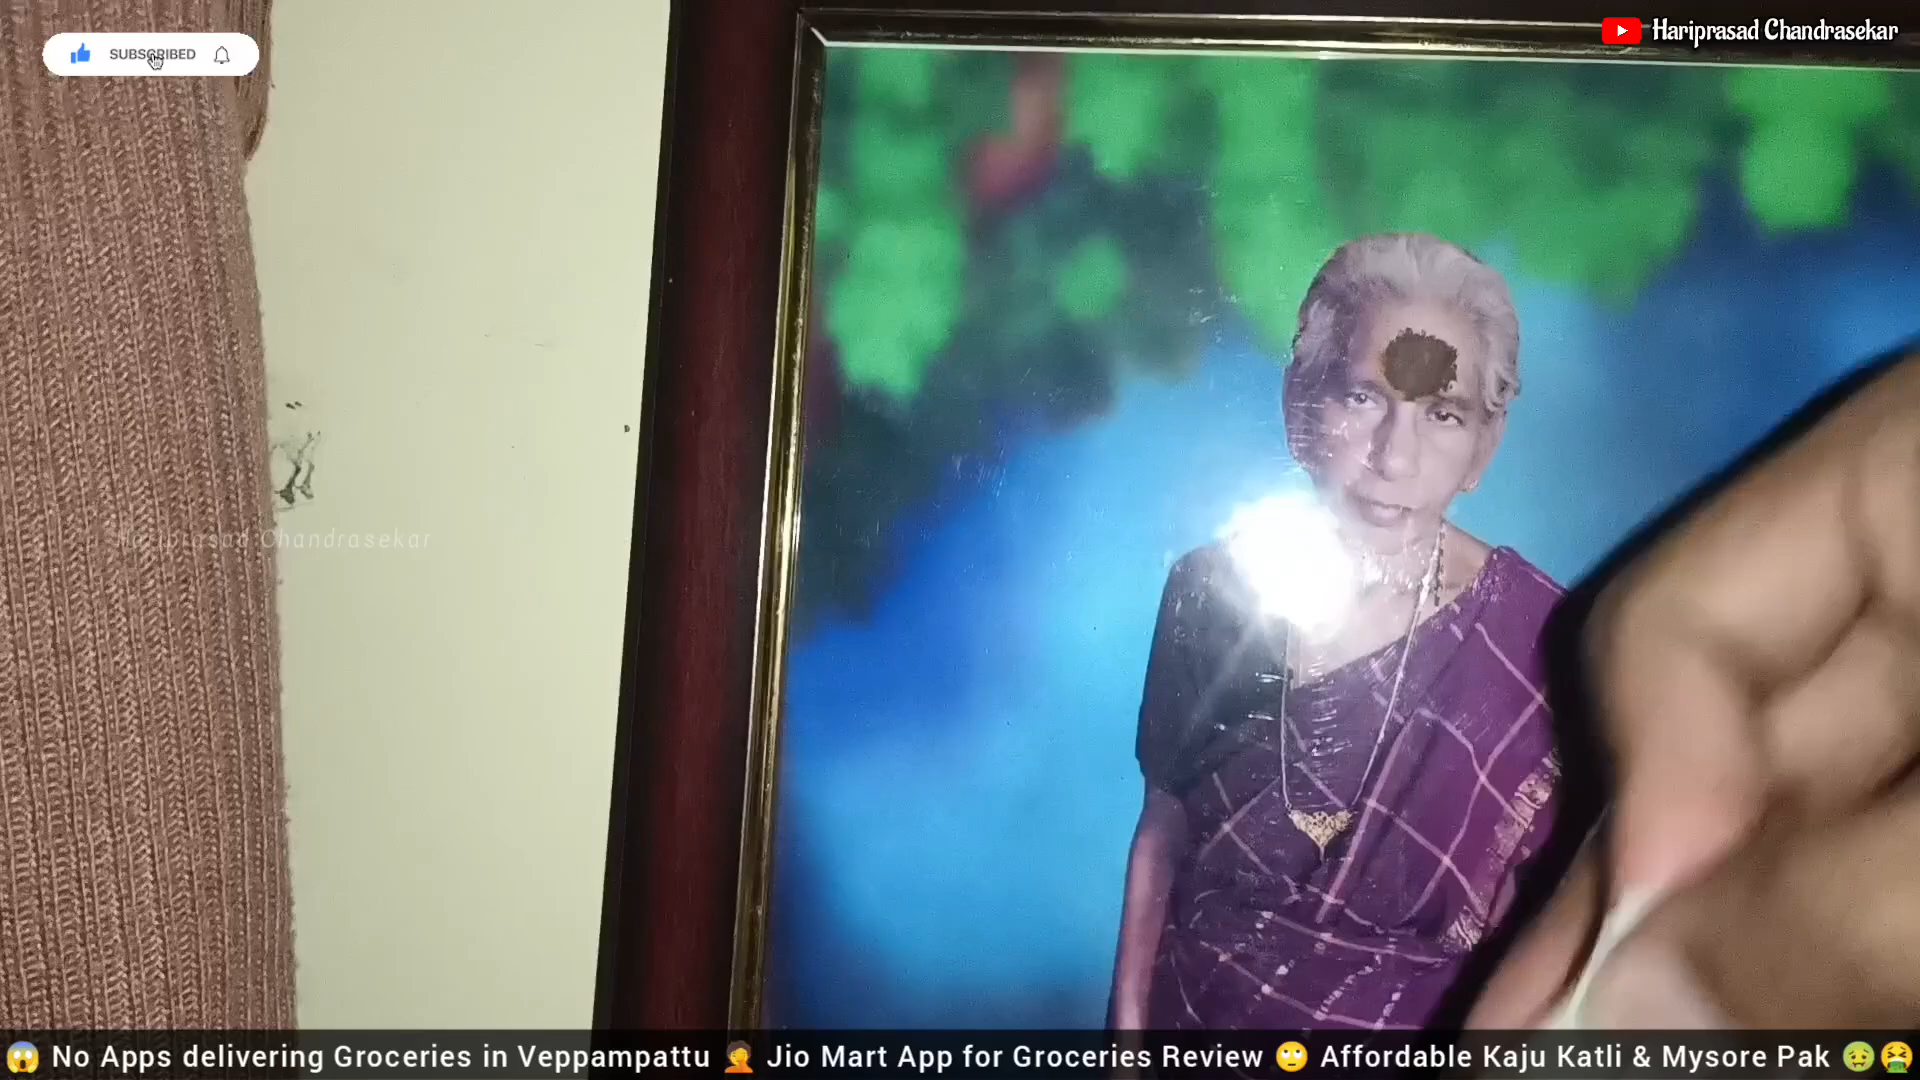 SUBSCRIBED
Hariprasad Chandrasekar
Hariprasad Chandrasekar
😱 No Apps delivering Groceries in Veppampattu 🤦 Jio Mart App for Groceries Review 🙄 Affordable Kaju Katli & Mysore Pak 🤢🤮